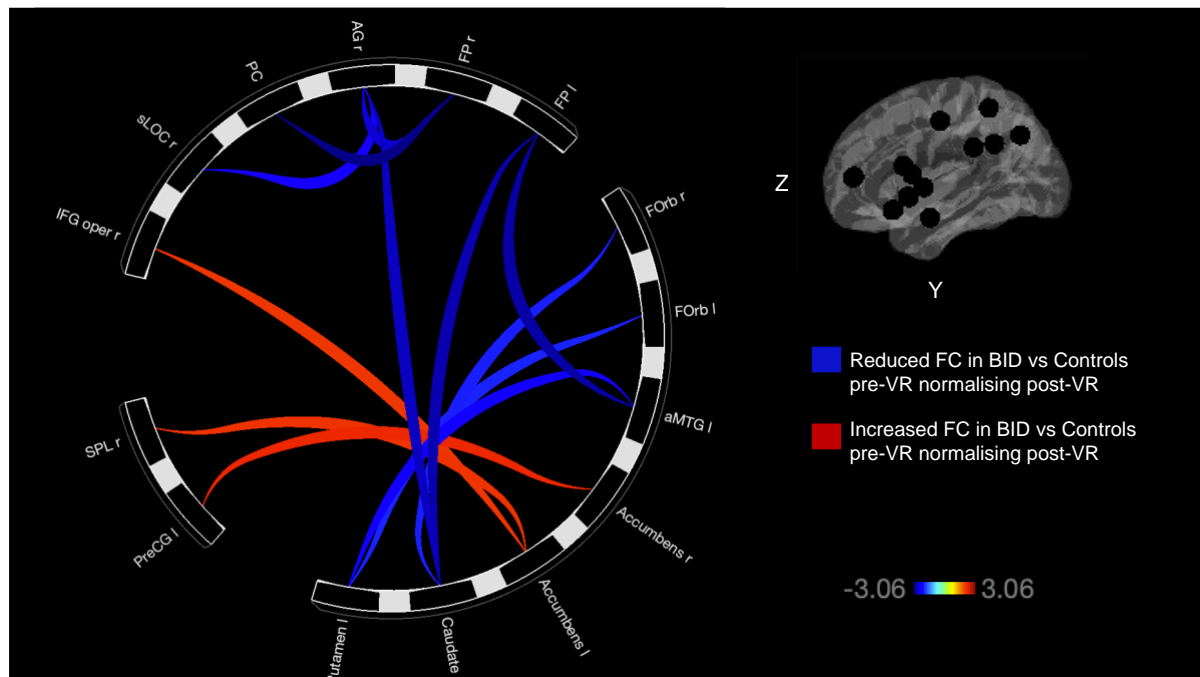 AG r
FP r
PC
FP l
sLOC r
IFG oper r
FOrb r
FOrb l
aMTG l
SPL r
PreCG l
Accumbens r
Accumbens l
Caudate
Z
Y
Reduced FC in BID vs Controls
pre-VR normalising post-VR
Increased FC in BID vs Controls
pre-VR normalising post-VR
-3.06
3.06